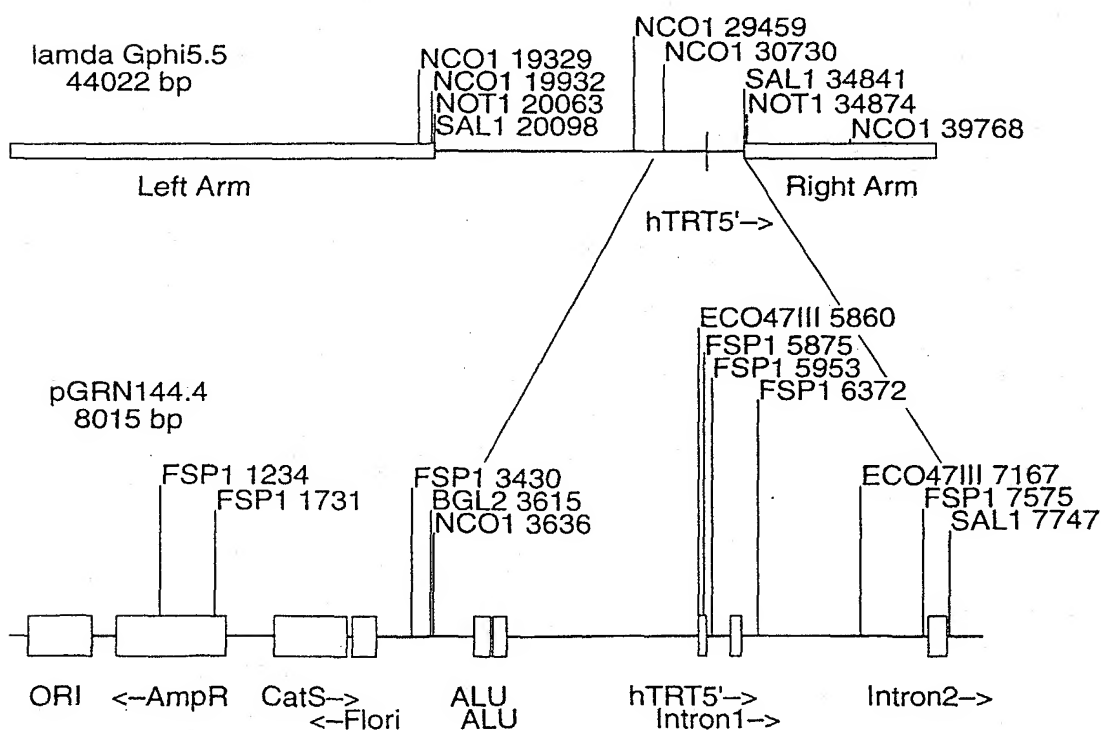 lamda Gphi5.5
44022 bp
NCO1 19329
NCO1 19932
NOT1 20063
SAL1 20098
NCO1 29459
NCO1 30730
SAL1 34841
NOT1 34874
NCO1 39768
Left Arm
Right Arm
hTRT5'–>
pGRN144.4
8015 bp
ECO47III 5860
FSP1 5875
FSP1 5953
FSP1 6372
FSP1 1234
FSP1 1731
FSP1 3430
BGL2 3615
NCO1 3636
ECO47III 7167
FSP1 7575
SAL1 7747
ORI
<–AmpR
CatS–>
<–Flori
ALU
ALU
hTRT5'–>
Intron1–>
Intron2–>